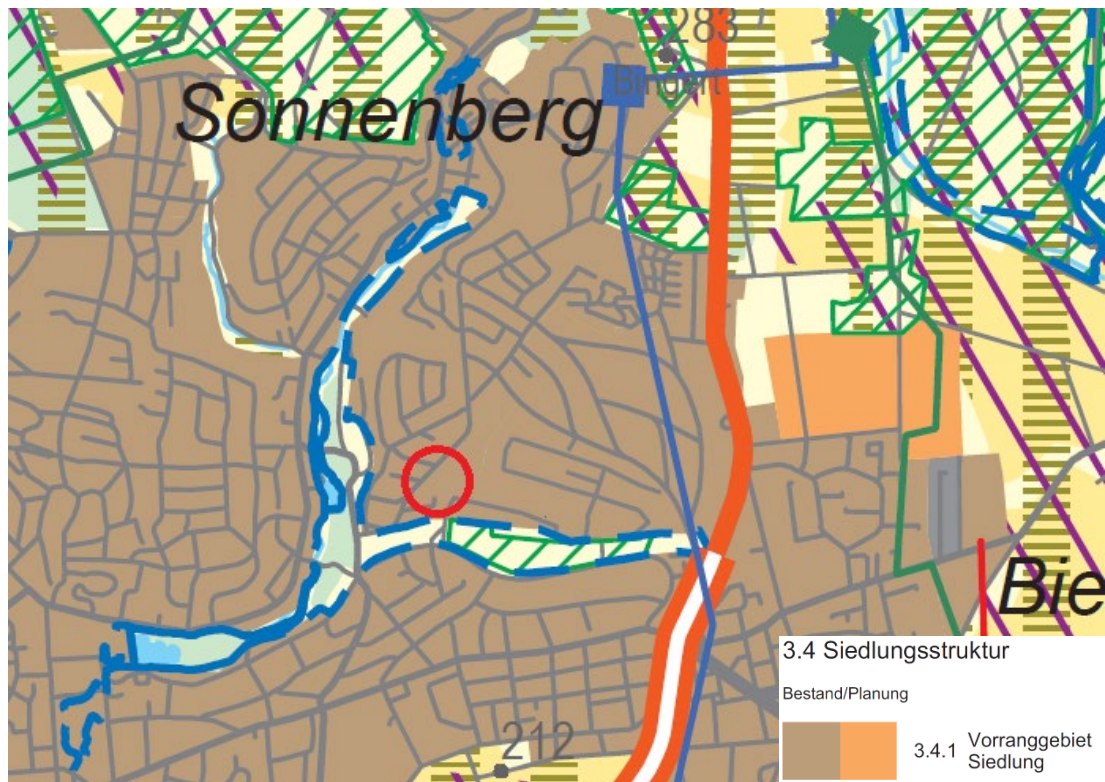 283
Bingert
Sonnenberg
Bie
212
3.4 Siedlungsstruktur
Bestand/Planung
3.4.1 Vorranggebiet
Siedlung